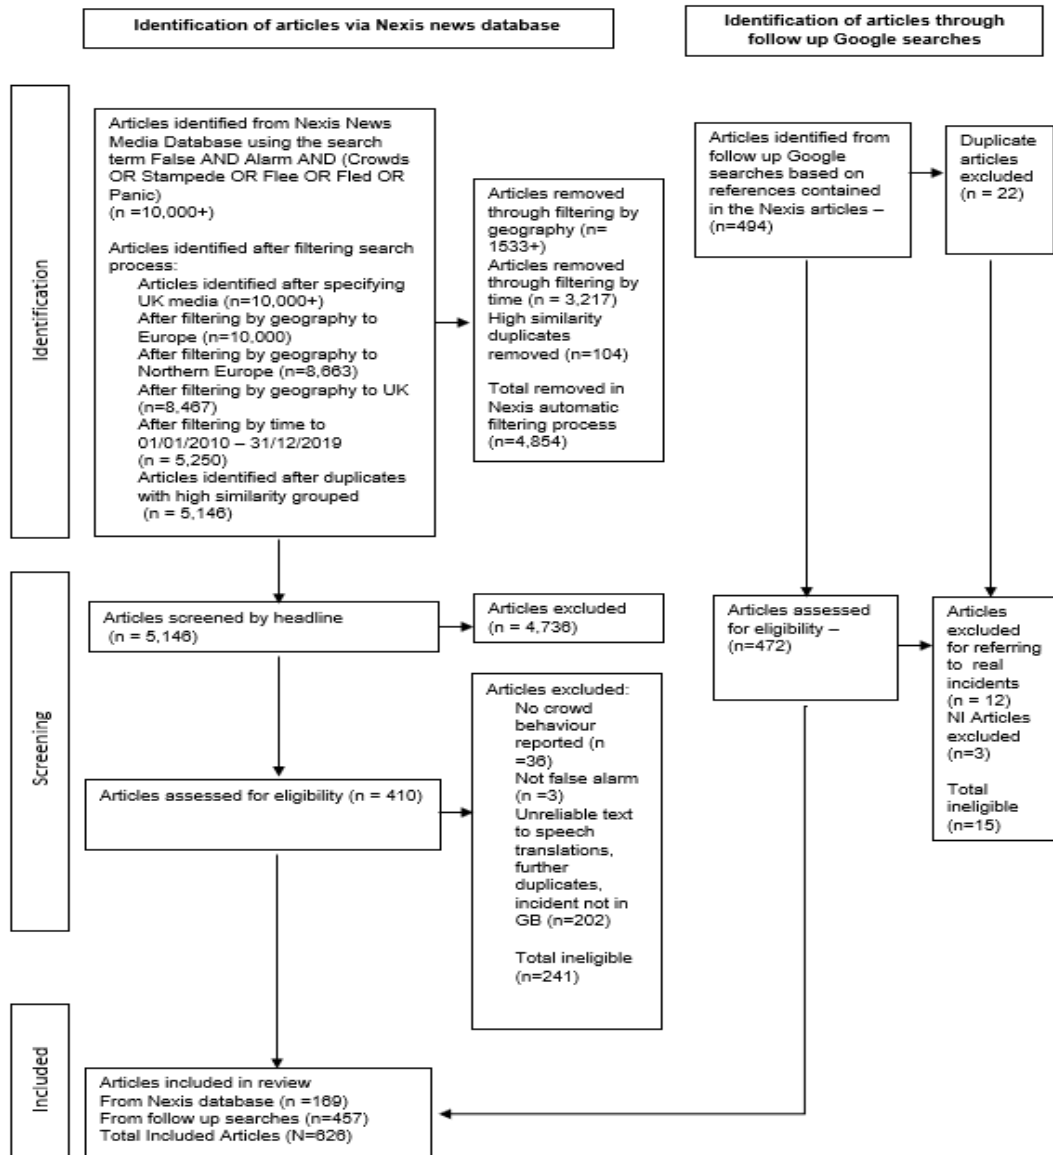 Identification of articles via Nexis news database
Identification of articles through
follow up Google searches
Identification
Articles identified from Nexis News
Media Database using the search
term False AND Alarm AND (Crowds
OR Stampede OR Flee OR Fled OR
Panic)
(n =10,000+)
Articles identified after filtering search
process:
Articles identified after specifying
UK media (n=10,000+)
After filtering by geography to
Europe (n=10,000)
After filtering by geography to
Northern Europe (n=8,663)
After filtering by geography to UK
(n=8,467)
After filtering by time to
01/01/2010 – 31/12/2019
(n = 5,250)
Articles identified after duplicates
with high similarity grouped
(n = 5,146)
Articles removed
through filtering by
geography (n=
1533+)
Articles removed
through filtering by
time (n = 3,217)
High similarity
duplicates
removed (n=104)
Total removed in
Nexis automatic
filtering process
(n=4,854)
Articles identified from
follow up Google
searches based on
references contained
in the Nexis articles –
(n=494)
Duplicate
articles
excluded
(n = 22)
Screening
Articles screened by headline
(n = 5,146)
Articles excluded
(n = 4,736)
Articles assessed for eligibility (n = 410)
Articles excluded:
No crowd
behaviour
reported (n
=36)
Not false alarm
(n =3)
Unreliable text
to speech
translations,
further
duplicates,
incident not in
GB (n=202)
Total ineligible
(n=241)
Articles assessed
for eligibility –
(n=472)
Articles
excluded
for referring
to real
incidents
(n = 12)
NI Articles
excluded
(n=3)
Total
ineligible
(n=15)
Included
Articles included in review
From Nexis database (n =169)
From follow up searches (n=457)
Total Included Articles (N=626)